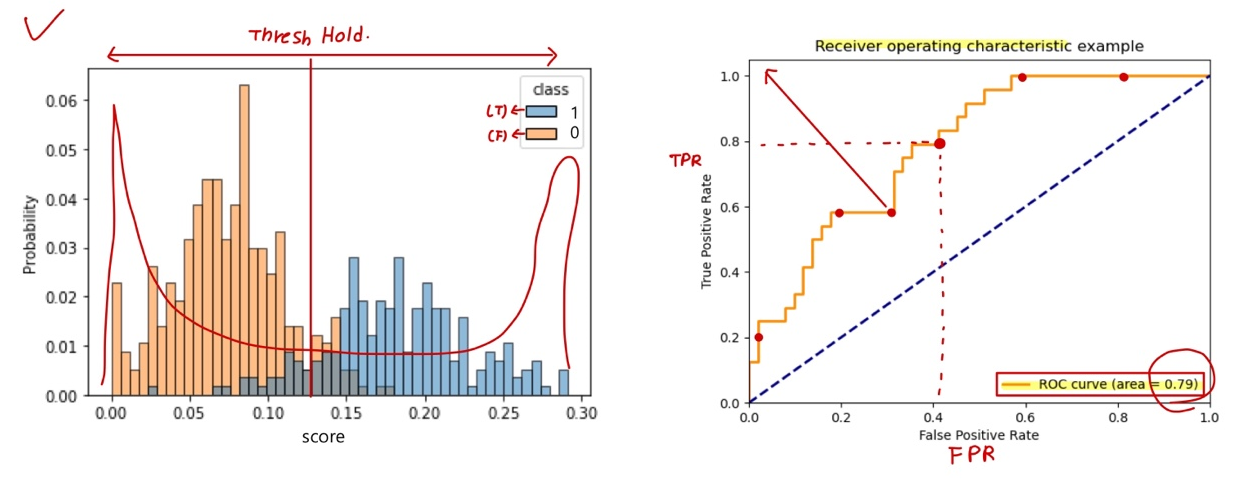 Thresh Hold.
class
(T) 1
(F) 0
Probability
0.06
0.05
0.04
0.03
0.02
0.01
0.00
0.00 0.05 0.10 0.15 0.20 0.25 0.30
score
Receiver operating characteristic example
TPR
True Positive Rate
1.0
0.8
0.6
0.4
0.2
0.0
ROC curve (area = 0.79)
0.0 0.2 0.4 0.6 0.8 1.0
False Positive Rate
FPR